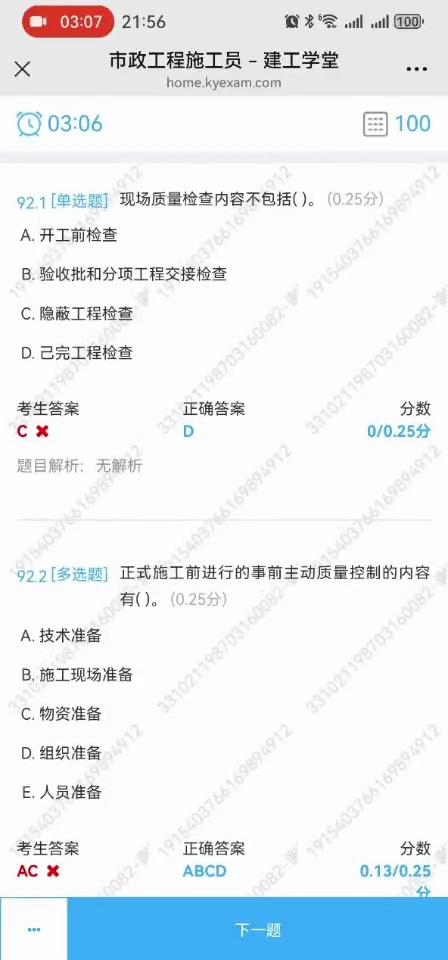 03:07 21:56 6 100
市政工程施工员 – 建工学堂
home.kyexam.com
03:06 100
92.1 [单选题] 现场质量检查内容不包括( )。 (0.25分)
A. 开工前检查
B. 验收批和分项工程交接检查
C. 隐蔽工程检查
D. 己完工程检查
考生答案 正确答案 分数
C D 0/0.25分
题目解析: 无解析
92.2 [多选题] 正式施工前进行的事前主动质量控制的内容
有( )。 (0.25分)
A. 技术准备
B. 施工现场准备
C. 物资准备
D. 组织准备
E. 人员准备
考生答案 正确答案 分数
AC ABCD 0.13/0.25
分
下一题